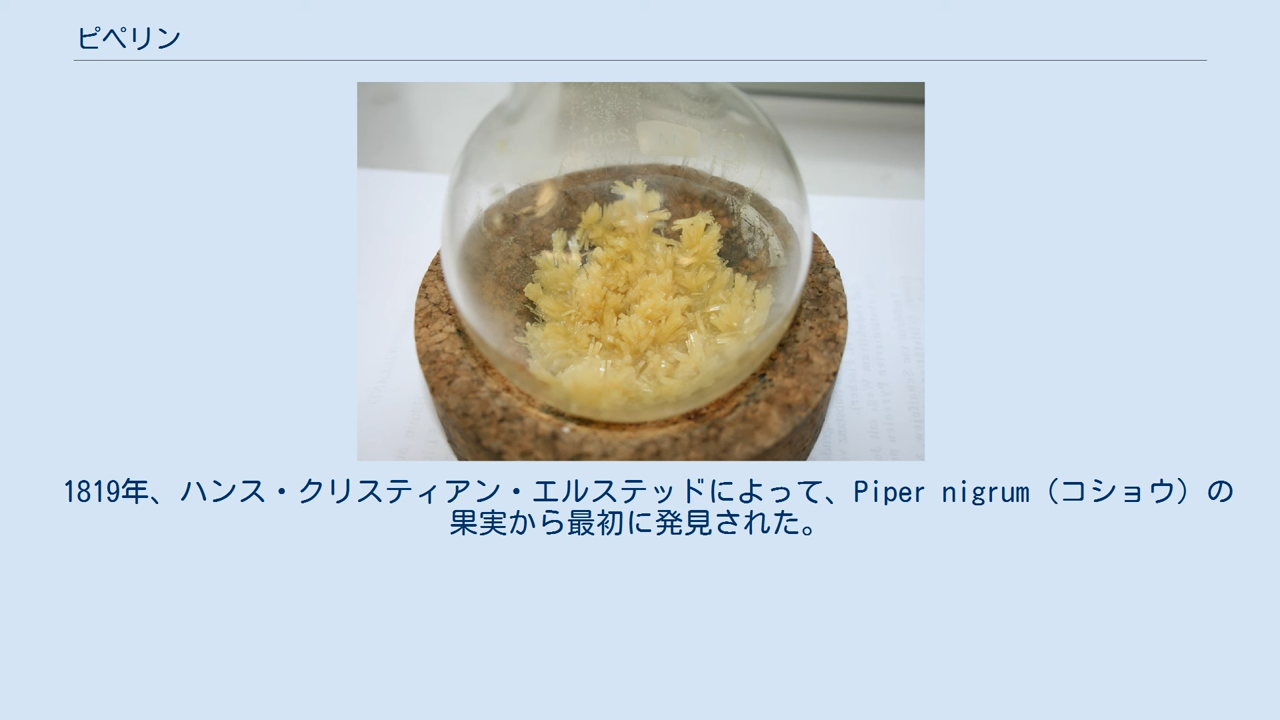 ピペリン
1819年、ハンス・クリスティアン・エルステッドによって、Piper nigrum（コショウ）の
果実から最初に発見された。